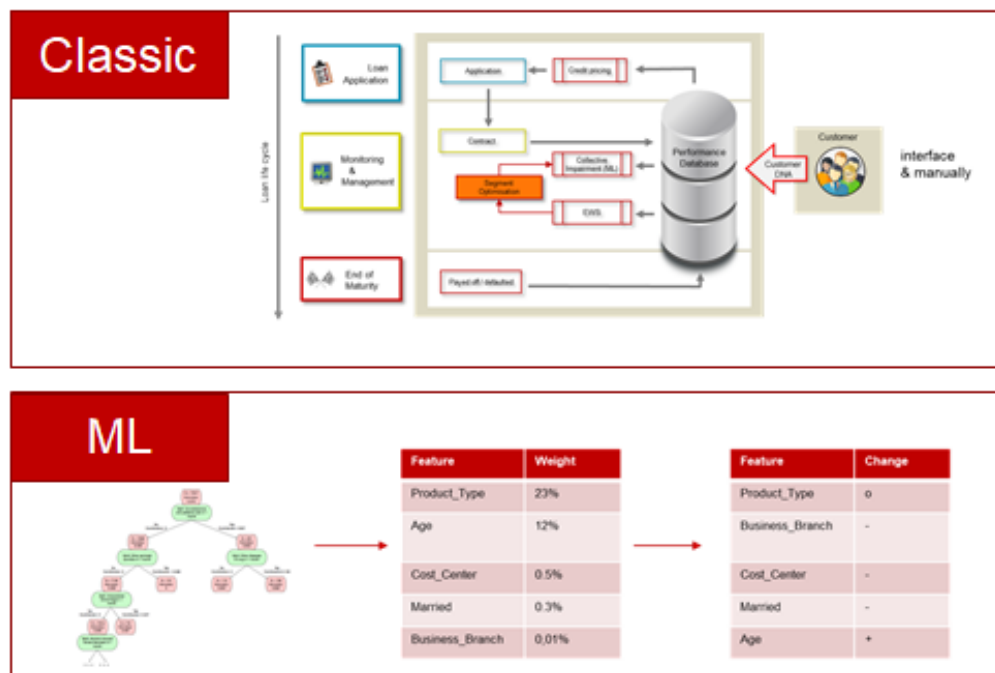 Classic
Loan life cycle
Loan
Application
Monitoring
&
Management
End of
Maturity
Application.
Credit pricing.
Contract.
Collective
Impairment (ML)
Segment
Optimisation
EWS.
Payed off / defaulted.
Performance
Database
Customer
DNA
Customer
interface
& manually
ML
Feature Weight
Product_Type 23%
Age 12%
Cost_Center 0.5%
Married 0.3%
Business_Branch 0,01%
Feature Change
Product_Type o
Business_Branch -
Cost_Center -
Married -
Age +